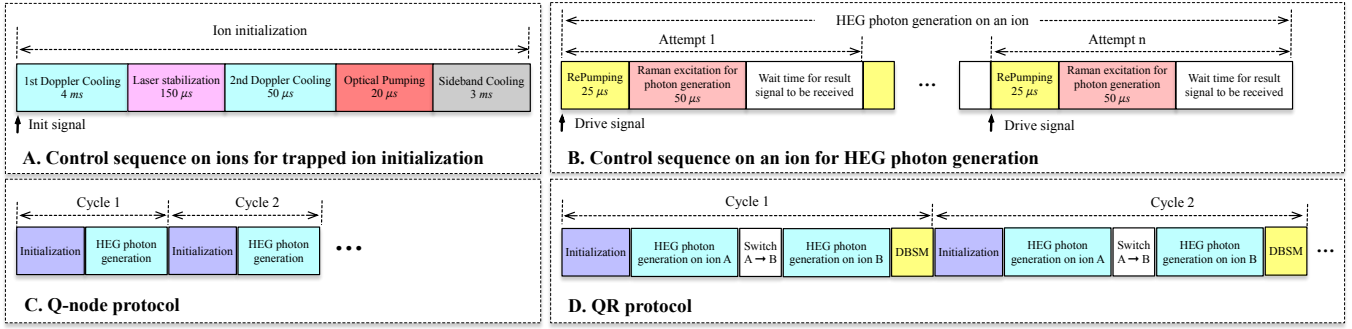 Ion initialization
1st Doppler Cooling
4 ms
Laser stabilization
150 μs
2nd Doppler Cooling
50 μs
Optical Pumping
20 μs
Sideband Cooling
3 ms
Init signal
A. Control sequence on ions for trapped ion initialization
HEG photon generation on an ion
Attempt 1
Attempt n
RePumping
25 μs
Raman excitation for
photon generation
50 μs
Wait time for result
signal to be received
...
RePumping
25 μs
Raman excitation for
photon generation
50 μs
Wait time for result
signal to be received
Drive signal
Drive signal
B. Control sequence on an ion for HEG photon generation
Cycle 1
Cycle 2
Initialization
HEG photon
generation
Initialization
HEG photon
generation
...
C. Q-node protocol
Cycle 1
Cycle 2
Initialization
HEG photon
generation on ion A
Switch
A → B
HEG photon
generation on ion B
DBSM
Initialization
HEG photon
generation on ion A
Switch
A → B
HEG photon
generation on ion B
DBSM
...
D. QR protocol